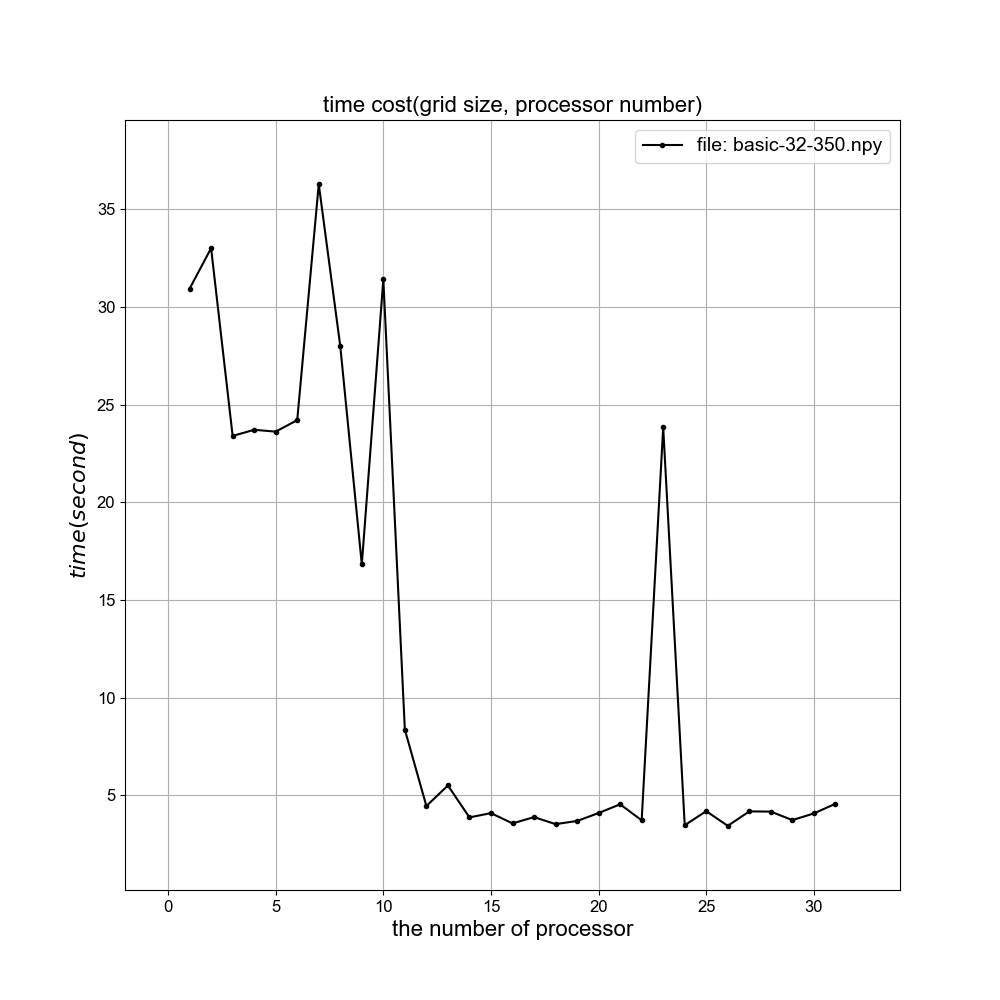 time cost(grid size, processor number)
file: basic-32-350.npy
35
30
25
20
15
10
5
time(second)
0 5 10 15 20 25 30
the number of processor